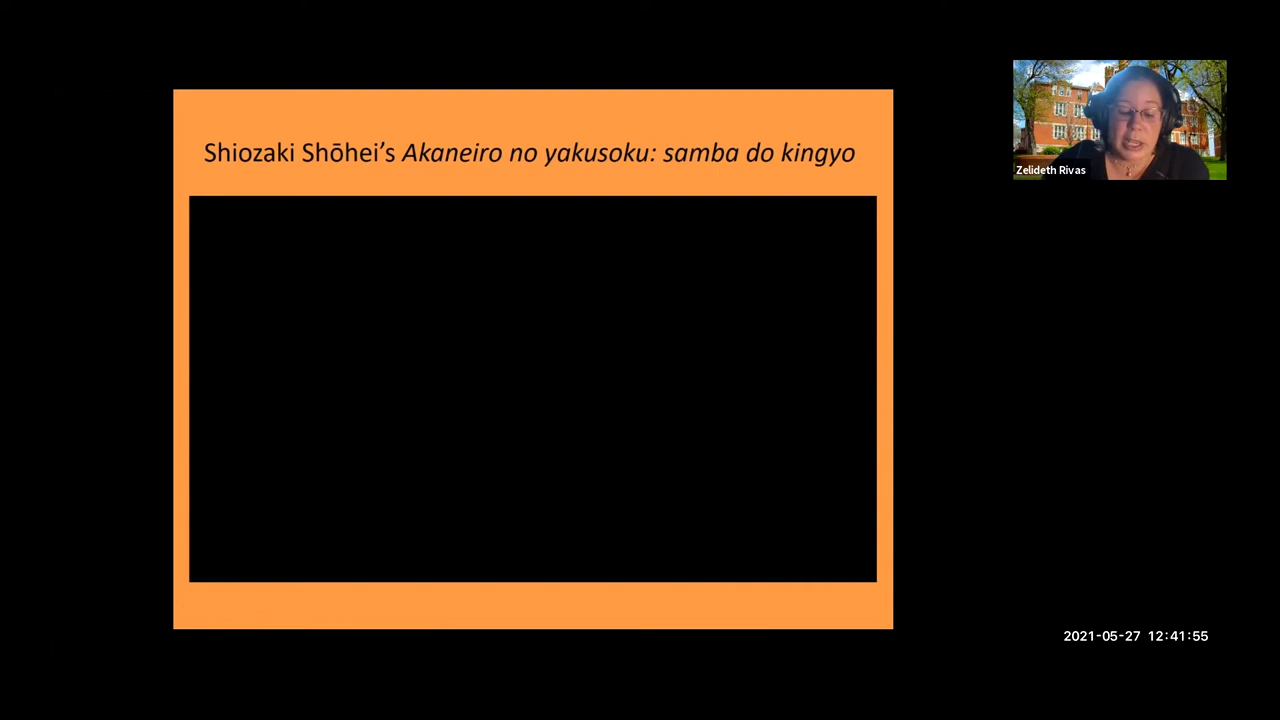 Shiozaki Shōhei’s Akaneiro no yakusoku: samba do kingyo
Zelideth Rivas
2021-05-27 12:41:55